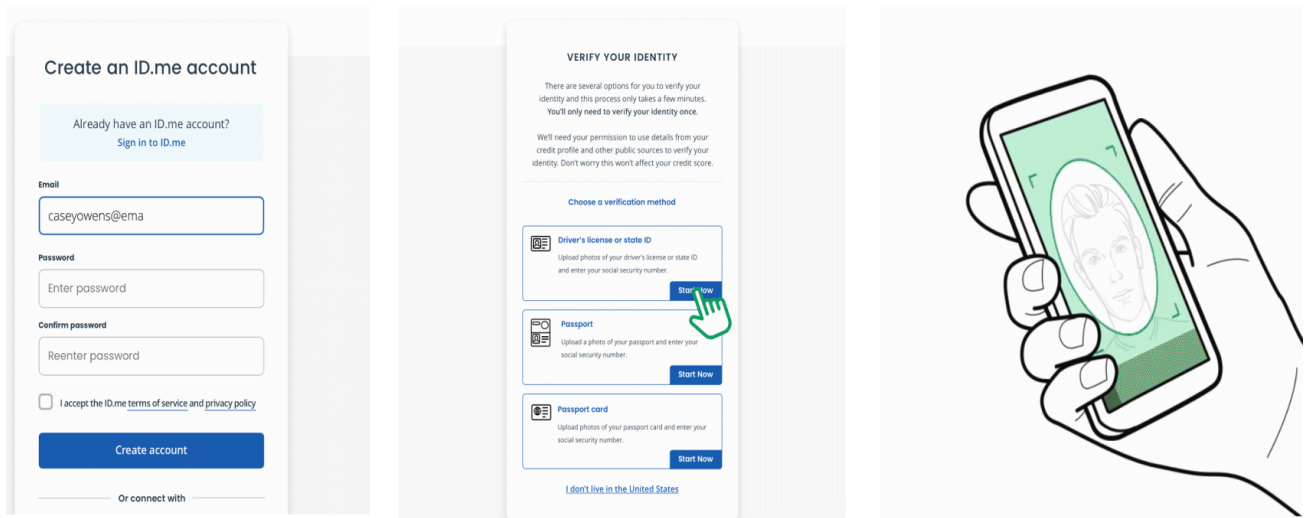 Create an ID.me account
Already have an ID.me account?
Sign in to ID.me
Email
caseyowens@ema
Password
Enter password
Confirm password
Reenter password
I accept the ID.me terms of service and privacy policy
Create account
Or connect with
VERIFY YOUR IDENTITY
There are several options for you to verify your
identity and this process only takes a few minutes.
You'll only need to verify your identity once.
We'll need your permission to use details from your
credit profile and other public sources to verify your
identity. Don't worry this won't affect your credit score.
Choose a verification method
Driver's license or state ID
Upload photos of your driver's license or state ID
and enter your social security number.
Start Now
Passport
Upload a photo of your passport and enter your
social security number.
Start Now
Passport card
Upload photos of your passport card and enter your
social security number.
Start Now
I don't live in the United States